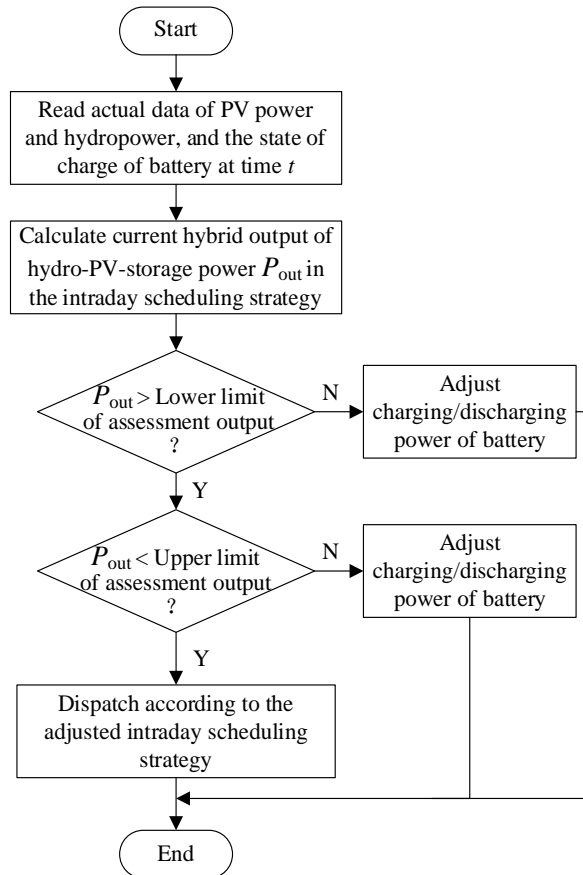 Start
Read actual data of PV power
and hydropower, and the state of
charge of battery at time t
Calculate current hybrid output of
hydro-PV-storage power Pout in
the intraday scheduling strategy
Pout > Lower limit
of assessment output
?
N
Adjust
charging/discharging
power of battery
Y
Pout < Upper limit
of assessment output
?
N
Adjust
charging/discharging
power of battery
Y
Dispatch according to the
adjusted intraday scheduling
strategy
End